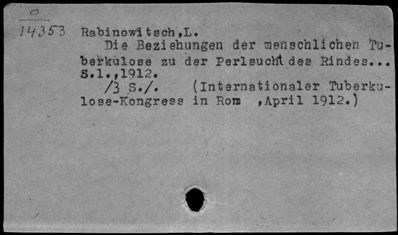 0
14353 Rabinowitsch,L.
Die Beziehungen der menschlichen Tu-
berkulose zu der Perlsucht des Rindes...
S.l.,1912.
/3 S./. (Internationaler Tuberku-
lose-Kongress in Rom ,April 1912.)